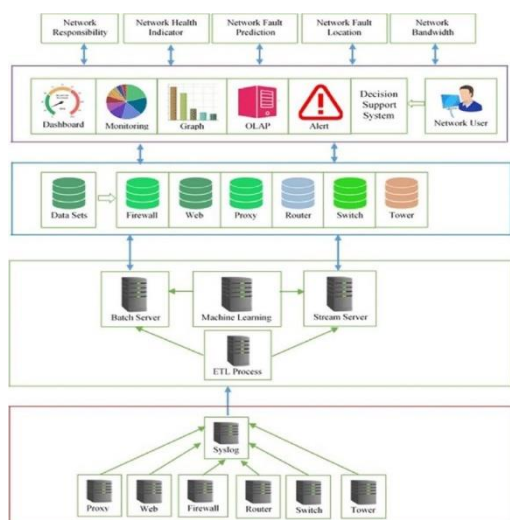 Network Responsibility
Network Health Indicator
Network Fault Prediction
Network Fault Location
Network Bandwidth
Dashboard
Monitoring
Graph
OLAP
Alert
Decision Support System
Network User
Data Sets
Firewall
Web
Proxy
Router
Switch
Tower
Batch Server
Machine Learning
Stream Server
ETL Process
Syslog
Proxy
Web
Firewall
Router
Switch
Tower